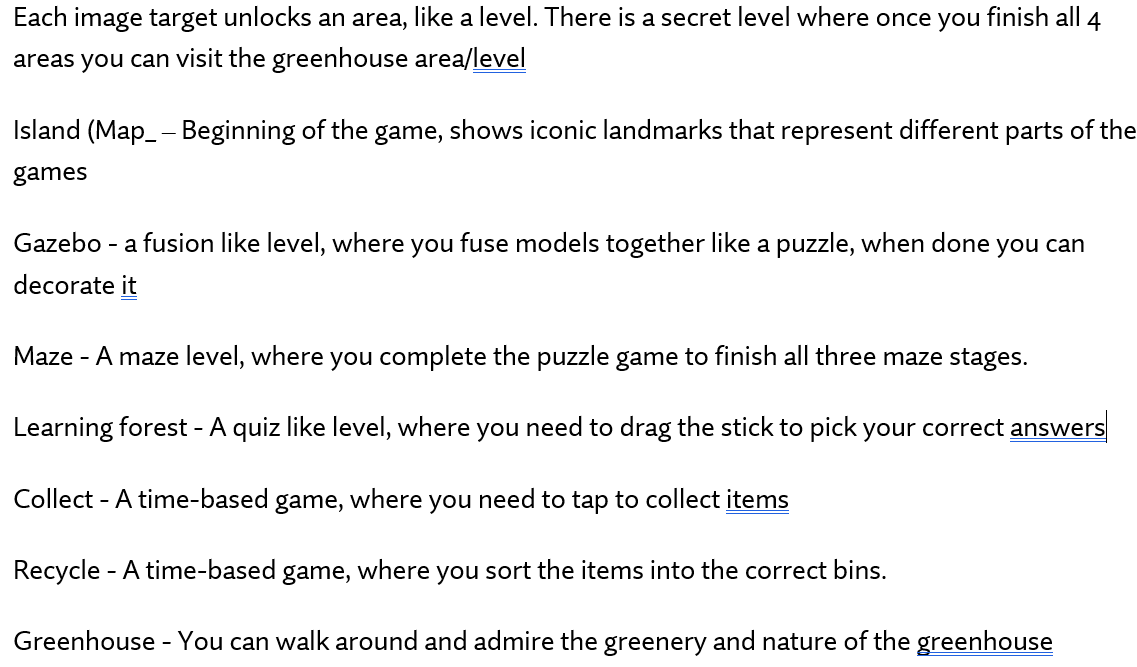 Each image target unlocks an area, like a level. There is a secret level where once you finish all 4
areas you can visit the greenhouse area/level
Island (Map_ – Beginning of the game, shows iconic landmarks that represent different parts of the
games
Gazebo - a fusion like level, where you fuse models together like a puzzle, when done you can
decorate it
Maze - A maze level, where you complete the puzzle game to finish all three maze stages.
Learning forest - A quiz like level, where you need to drag the stick to pick your correct answers
Collect - A time-based game, where you need to tap to collect items
Recycle - A time-based game, where you sort the items into the correct bins.
Greenhouse - You can walk around and admire the greenery and nature of the greenhouse